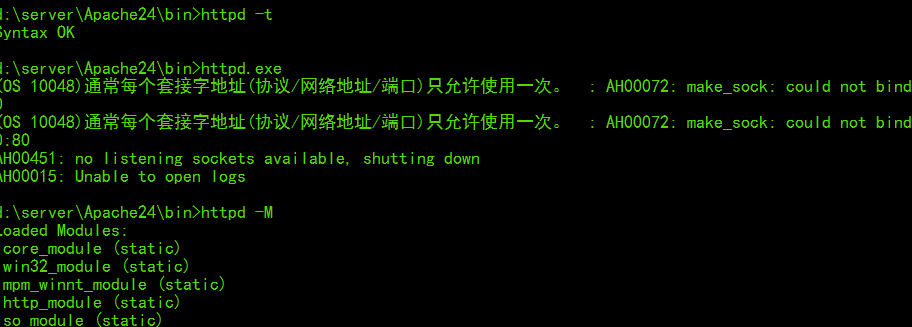 d:\server\Apache24\bin>httpd -t
Syntax OK
d:\server\Apache24\bin>httpd.exe
(OS 10048)通常每个套接字地址(协议/网络地址/端口)只允许使用一次。 : AH00072: make_sock: could not bind
0
(OS 10048)通常每个套接字地址(协议/网络地址/端口)只允许使用一次。 : AH00072: make_sock: could not bind
0:80
AH00451: no listening sockets available, shutting down
AH00015: Unable to open logs
d:\server\Apache24\bin>httpd -M
Loaded Modules:
core_module (static)
win32_module (static)
mpm_winnt_module (static)
http_module (static)
so_module (static)